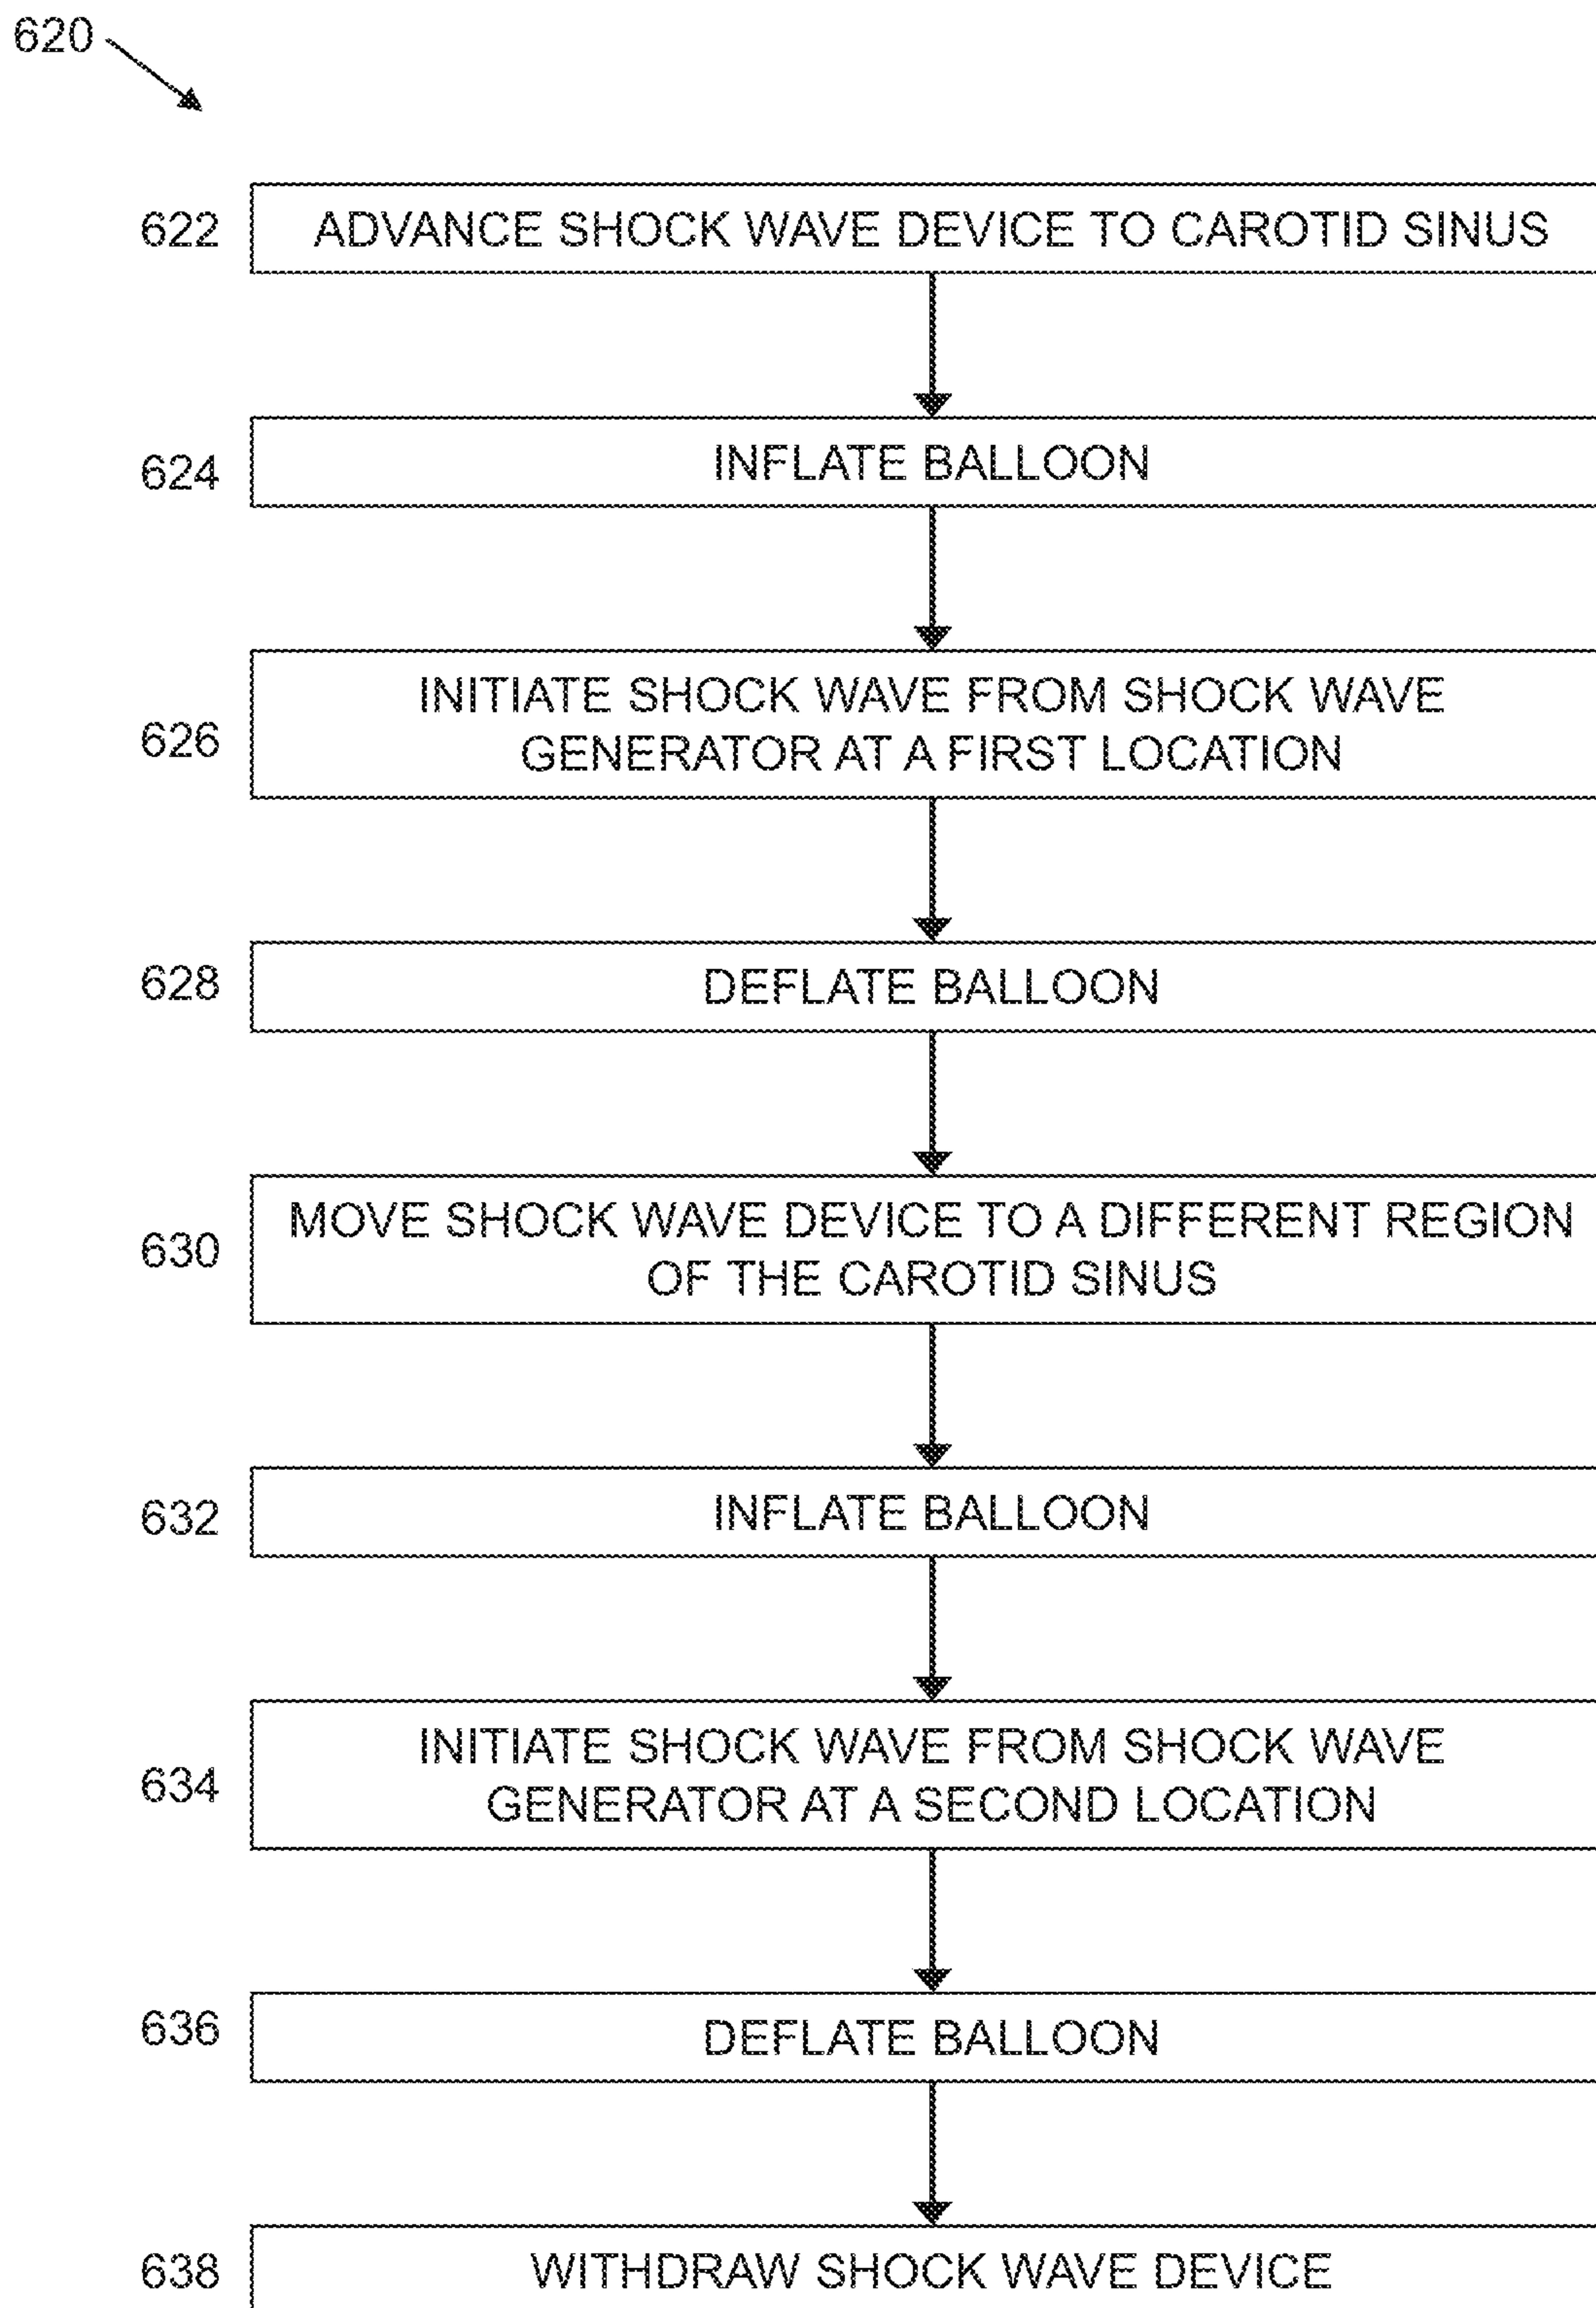 620
622
ADVANCE SHOCK WAVE DEVICE TO CAROTID SINUS
624
INFLATE BALLOON
626
INITIATE SHOCK WAVE FROM SHOCK WAVE
GENERATOR AT A FIRST LOCATION
628
DEFLATE BALLOON
630
MOVE SHOCK WAVE DEVICE TO A DIFFERENT REGION
OF THE CAROTID SINUS
632
INFLATE BALLOON
634
INITIATE SHOCK WAVE FROM SHOCK WAVE
GENERATOR AT A SECOND LOCATION
636
DEFLATE BALLOON
638
WITHDRAW SHOCK WAVE DEVICE